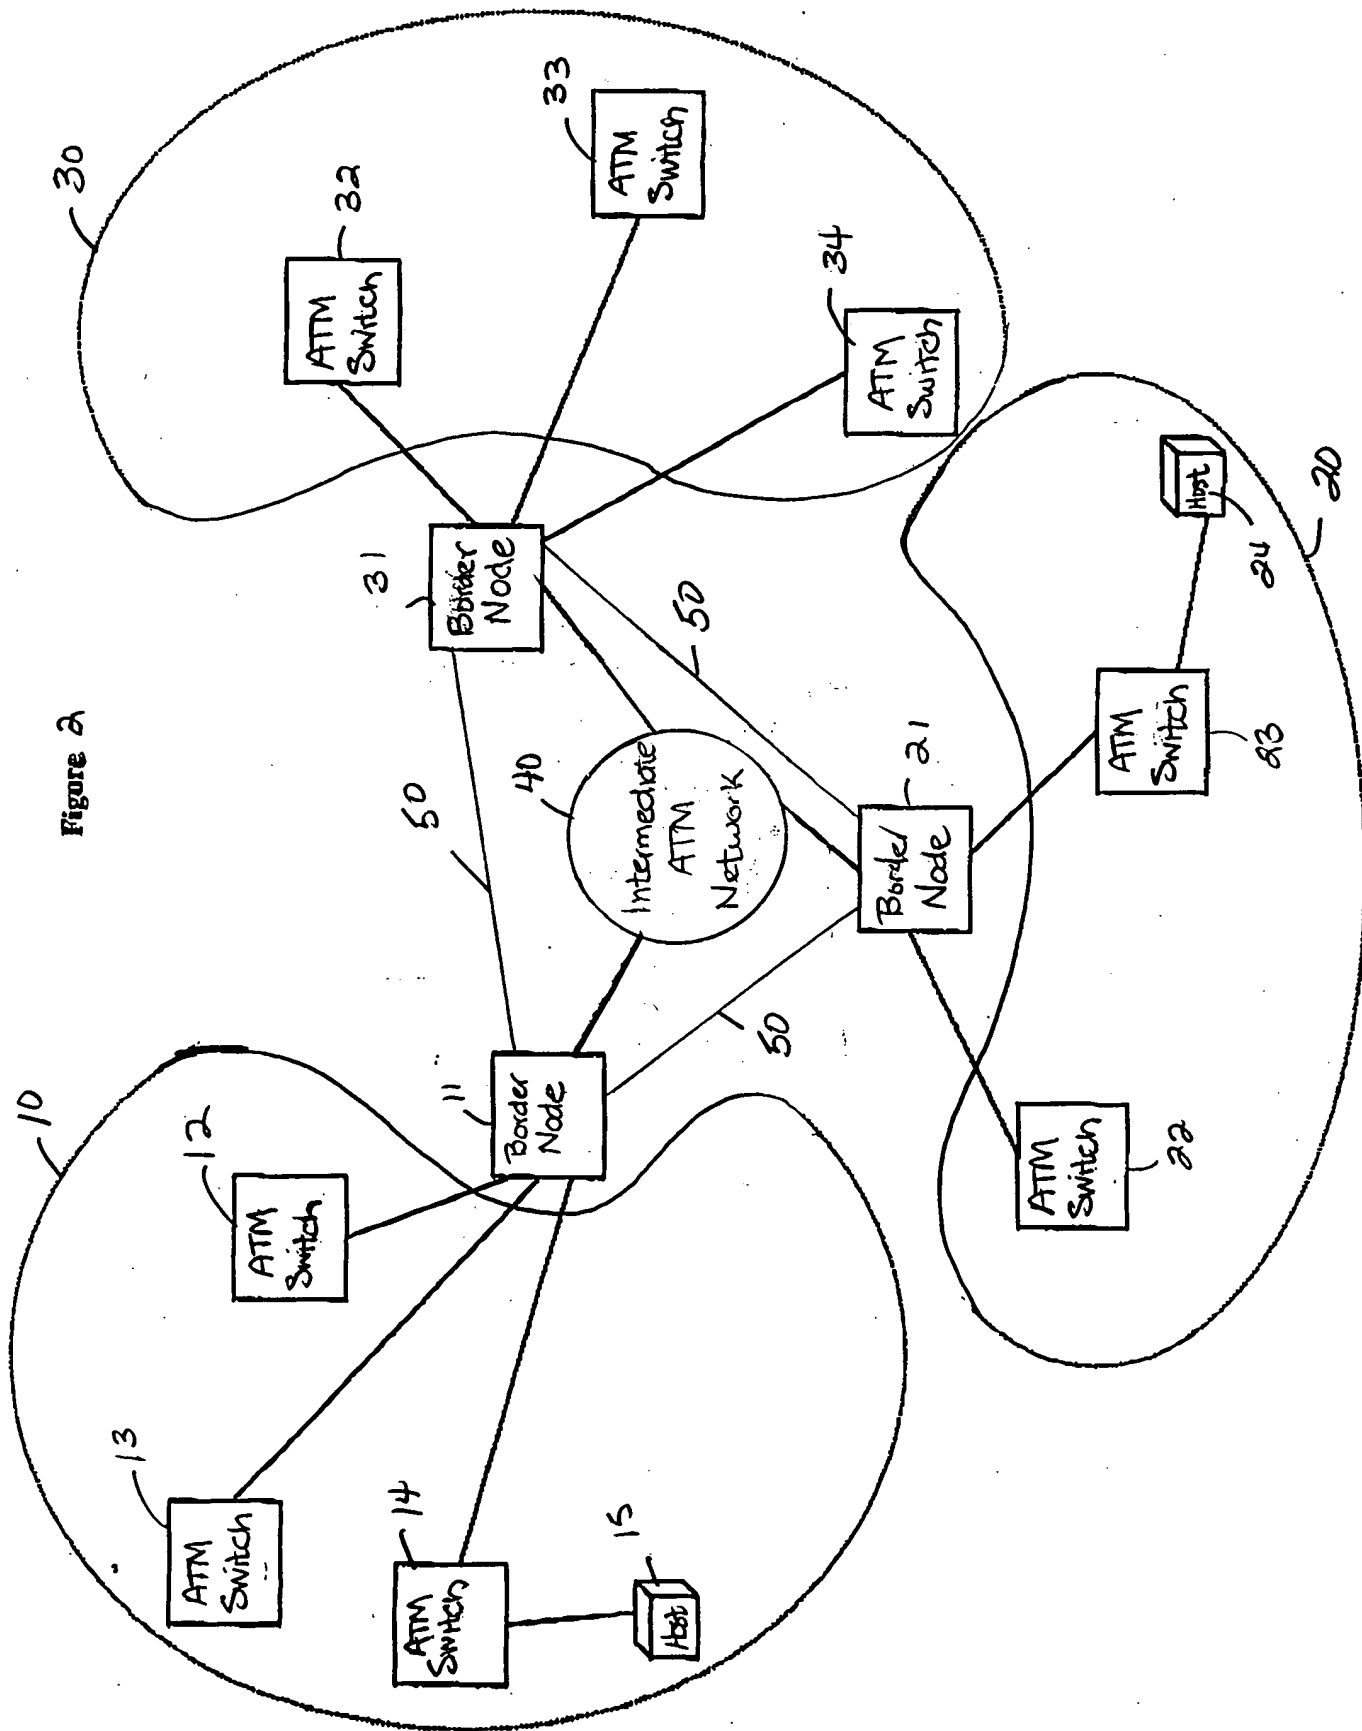 Figure 2
10
13
ATM
Switch
12
ATM
Switch
14
ATM
Switch
15
Host
11
Border
Node
50
50
50
40
Intermediate
ATM
Network
31
Border
Node
30
32
ATM
Switch
33
ATM
Switch
34
ATM
Switch
21
Border
Node
22
ATM
Switch
23
ATM
Switch
24
Host
20